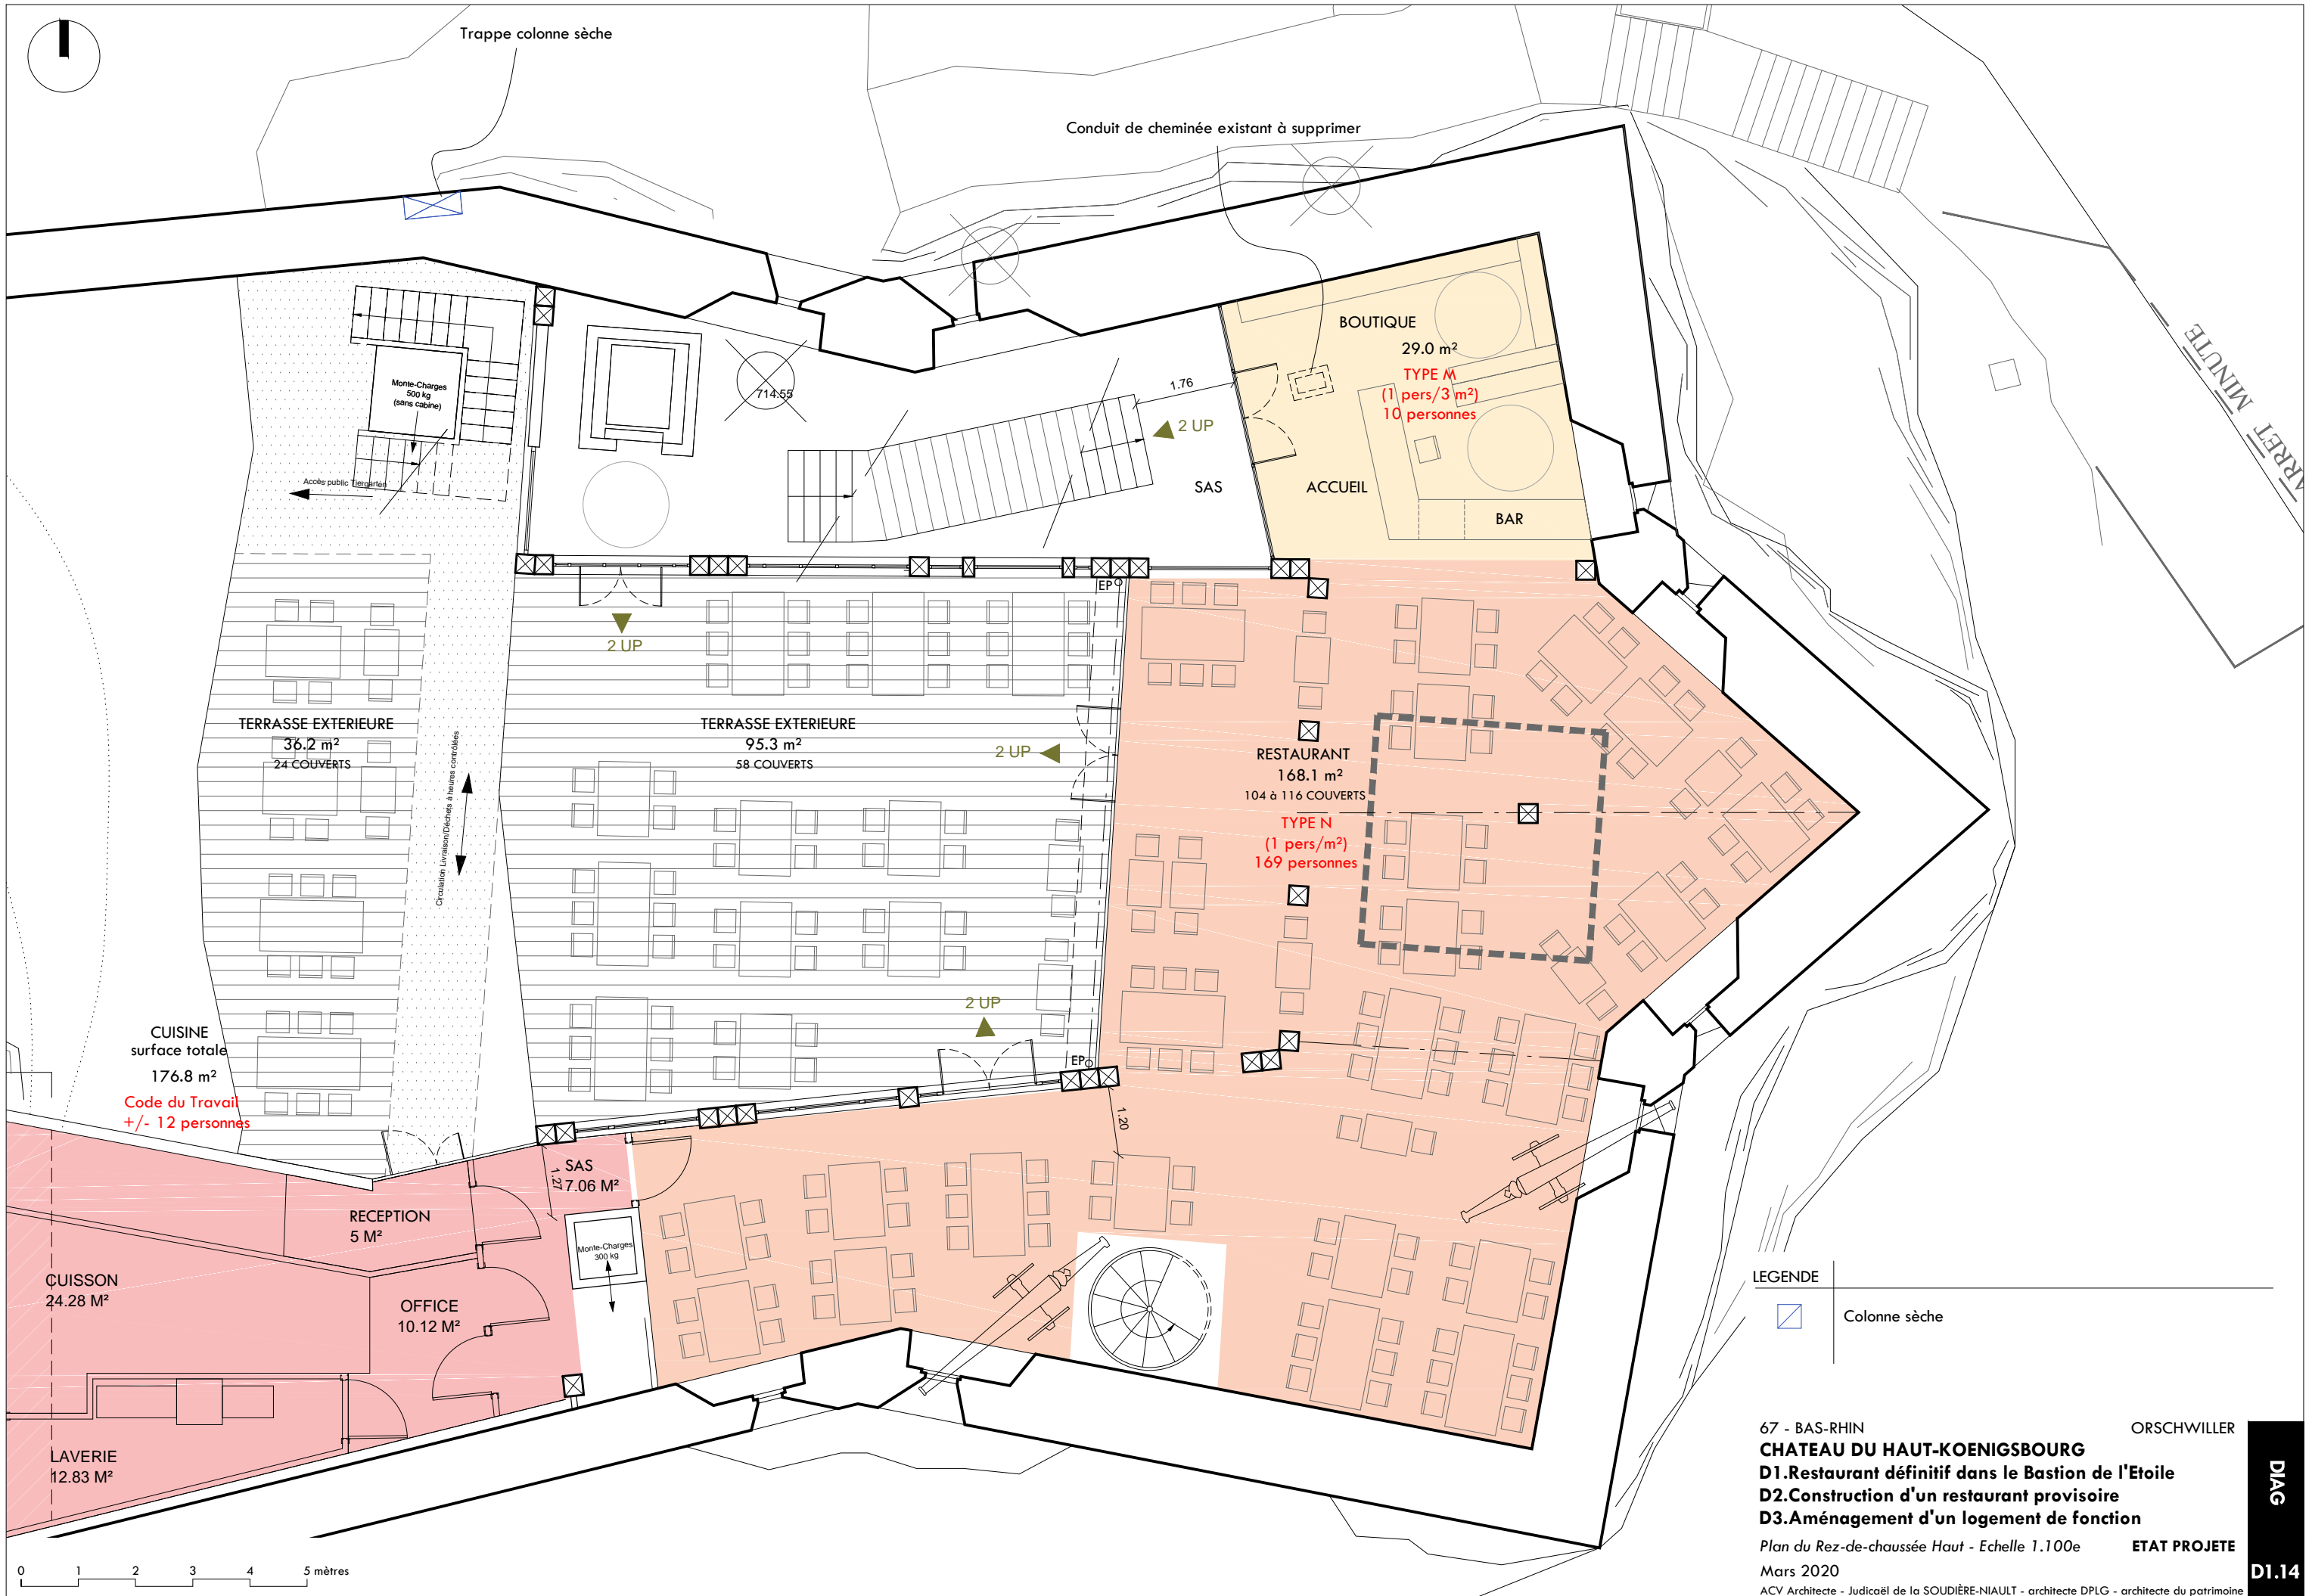 Trappe colonne sèche
Conduit de cheminée existant à supprimer
BOUTIQUE
29.0 m²
TYPE M
(1 pers/3 m²)
10 personnes
ARRET MINUTE
Monte-Charges
500 kg
(sans cabine)
714.55
1.76
2 UP
Accès public Tiergarten
SAS
ACCUEIL
BAR
EP
2 UP
TERRASSE EXTERIEURE
36.2 m²
24 COUVERTS
Circulation Livraison/Déchets à heures contrôlées
TERRASSE EXTERIEURE
95.3 m²
58 COUVERTS
2 UP
RESTAURANT
168.1 m²
104 à 116 COUVERTS
TYPE N
(1 pers/m²)
169 personnes
2 UP
EP
CUISINE
surface totale
176.8 m²
Code du Travail
+/- 12 personnes
1.20
SAS
7.06 M²
1.27
RECEPTION
5 M²
Monte-Charges
300 kg
CUISSON
24.28 M²
OFFICE
10.12 M²
LAVERIE
12.83 M²
LEGENDE
Colonne sèche
67 - BAS-RHIN ORSCHWILLER
CHATEAU DU HAUT-KOENIGSBOURG
D1.Restaurant définitif dans le Bastion de l'Etoile
D2.Construction d'un restaurant provisoire
D3.Aménagement d'un logement de fonction
Plan du Rez-de-chaussée Haut - Echelle 1.100e ETAT PROJETE
Mars 2020
ACV Architecte - Judicaël de la SOUDIÈRE-NIAULT - architecte DPLG - architecte du patrimoine
DIAG
D1.14
0 1 2 3 4 5 mètres